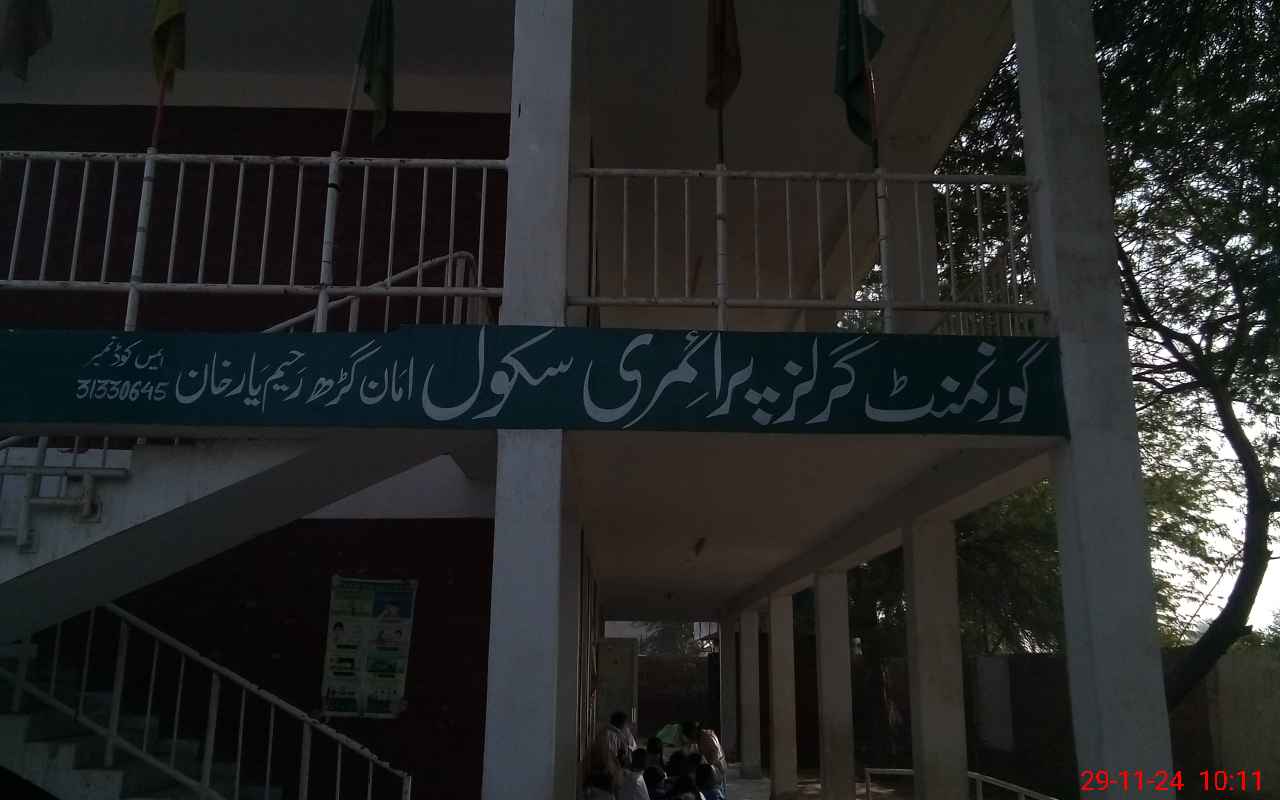 گورنمنٹ گرلز پرائمری سکول امان گڑھ رحیم یار خان
ایس کوڈ نمبر
31330645
29-11-24 10:11